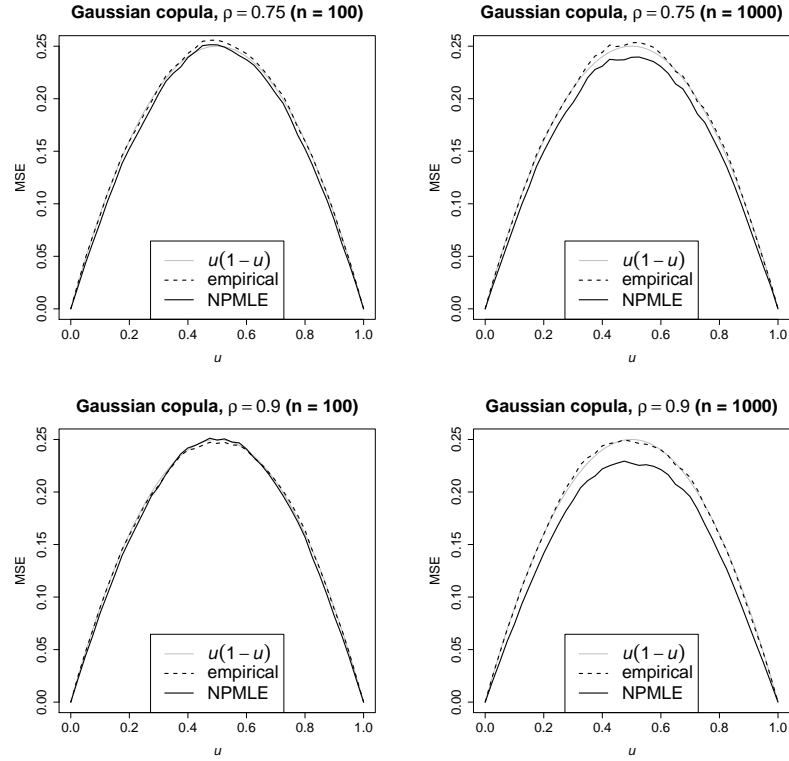 Gaussian copula, ρ = 0.75 (n = 100)
MSE
0.00 0.05 0.10 0.15 0.20 0.25
u(1 − u)
empirical
NPMLE
0.0 0.2 0.4 0.6 0.8 1.0
u
Gaussian copula, ρ = 0.75 (n = 1000)
MSE
0.00 0.05 0.10 0.15 0.20 0.25
u(1 − u)
empirical
NPMLE
0.0 0.2 0.4 0.6 0.8 1.0
u
Gaussian copula, ρ = 0.9 (n = 100)
MSE
0.00 0.05 0.10 0.15 0.20 0.25
u(1 − u)
empirical
NPMLE
0.0 0.2 0.4 0.6 0.8 1.0
u
Gaussian copula, ρ = 0.9 (n = 1000)
MSE
0.00 0.05 0.10 0.15 0.20 0.25
u(1 − u)
empirical
NPMLE
0.0 0.2 0.4 0.6 0.8 1.0
u